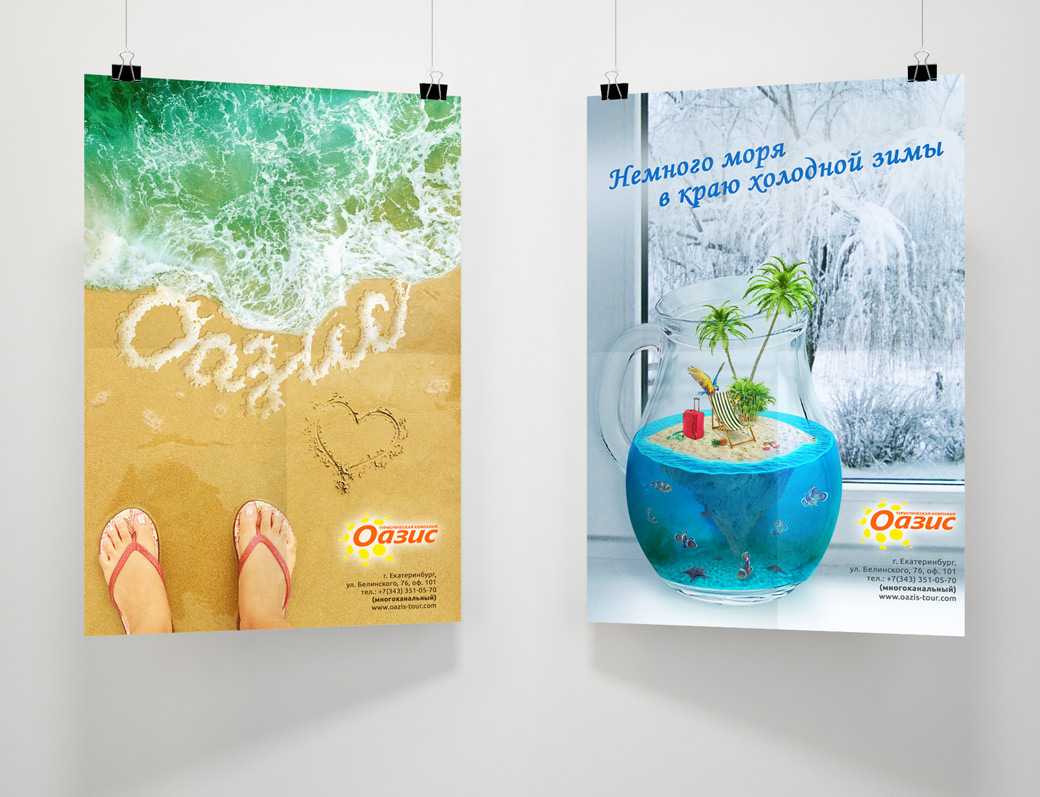 Оазис
ТУРИСТИЧЕСКАЯ КОМПАНИЯ
Оазис
г. Екатеринбург,
ул. Белинского, 76, оф. 101
тел.: +7(343) 351-05-70
(многоканальный)
www.oazis-tour.com
Немного моря
в краю холодной зимы
ТУРИСТИЧЕСКАЯ КОМПАНИЯ
Оазис
г. Екатеринбург,
ул. Белинского, 76, оф. 101
тел.: +7(343) 351-05-70
(многоканальный)
www.oazis-tour.com